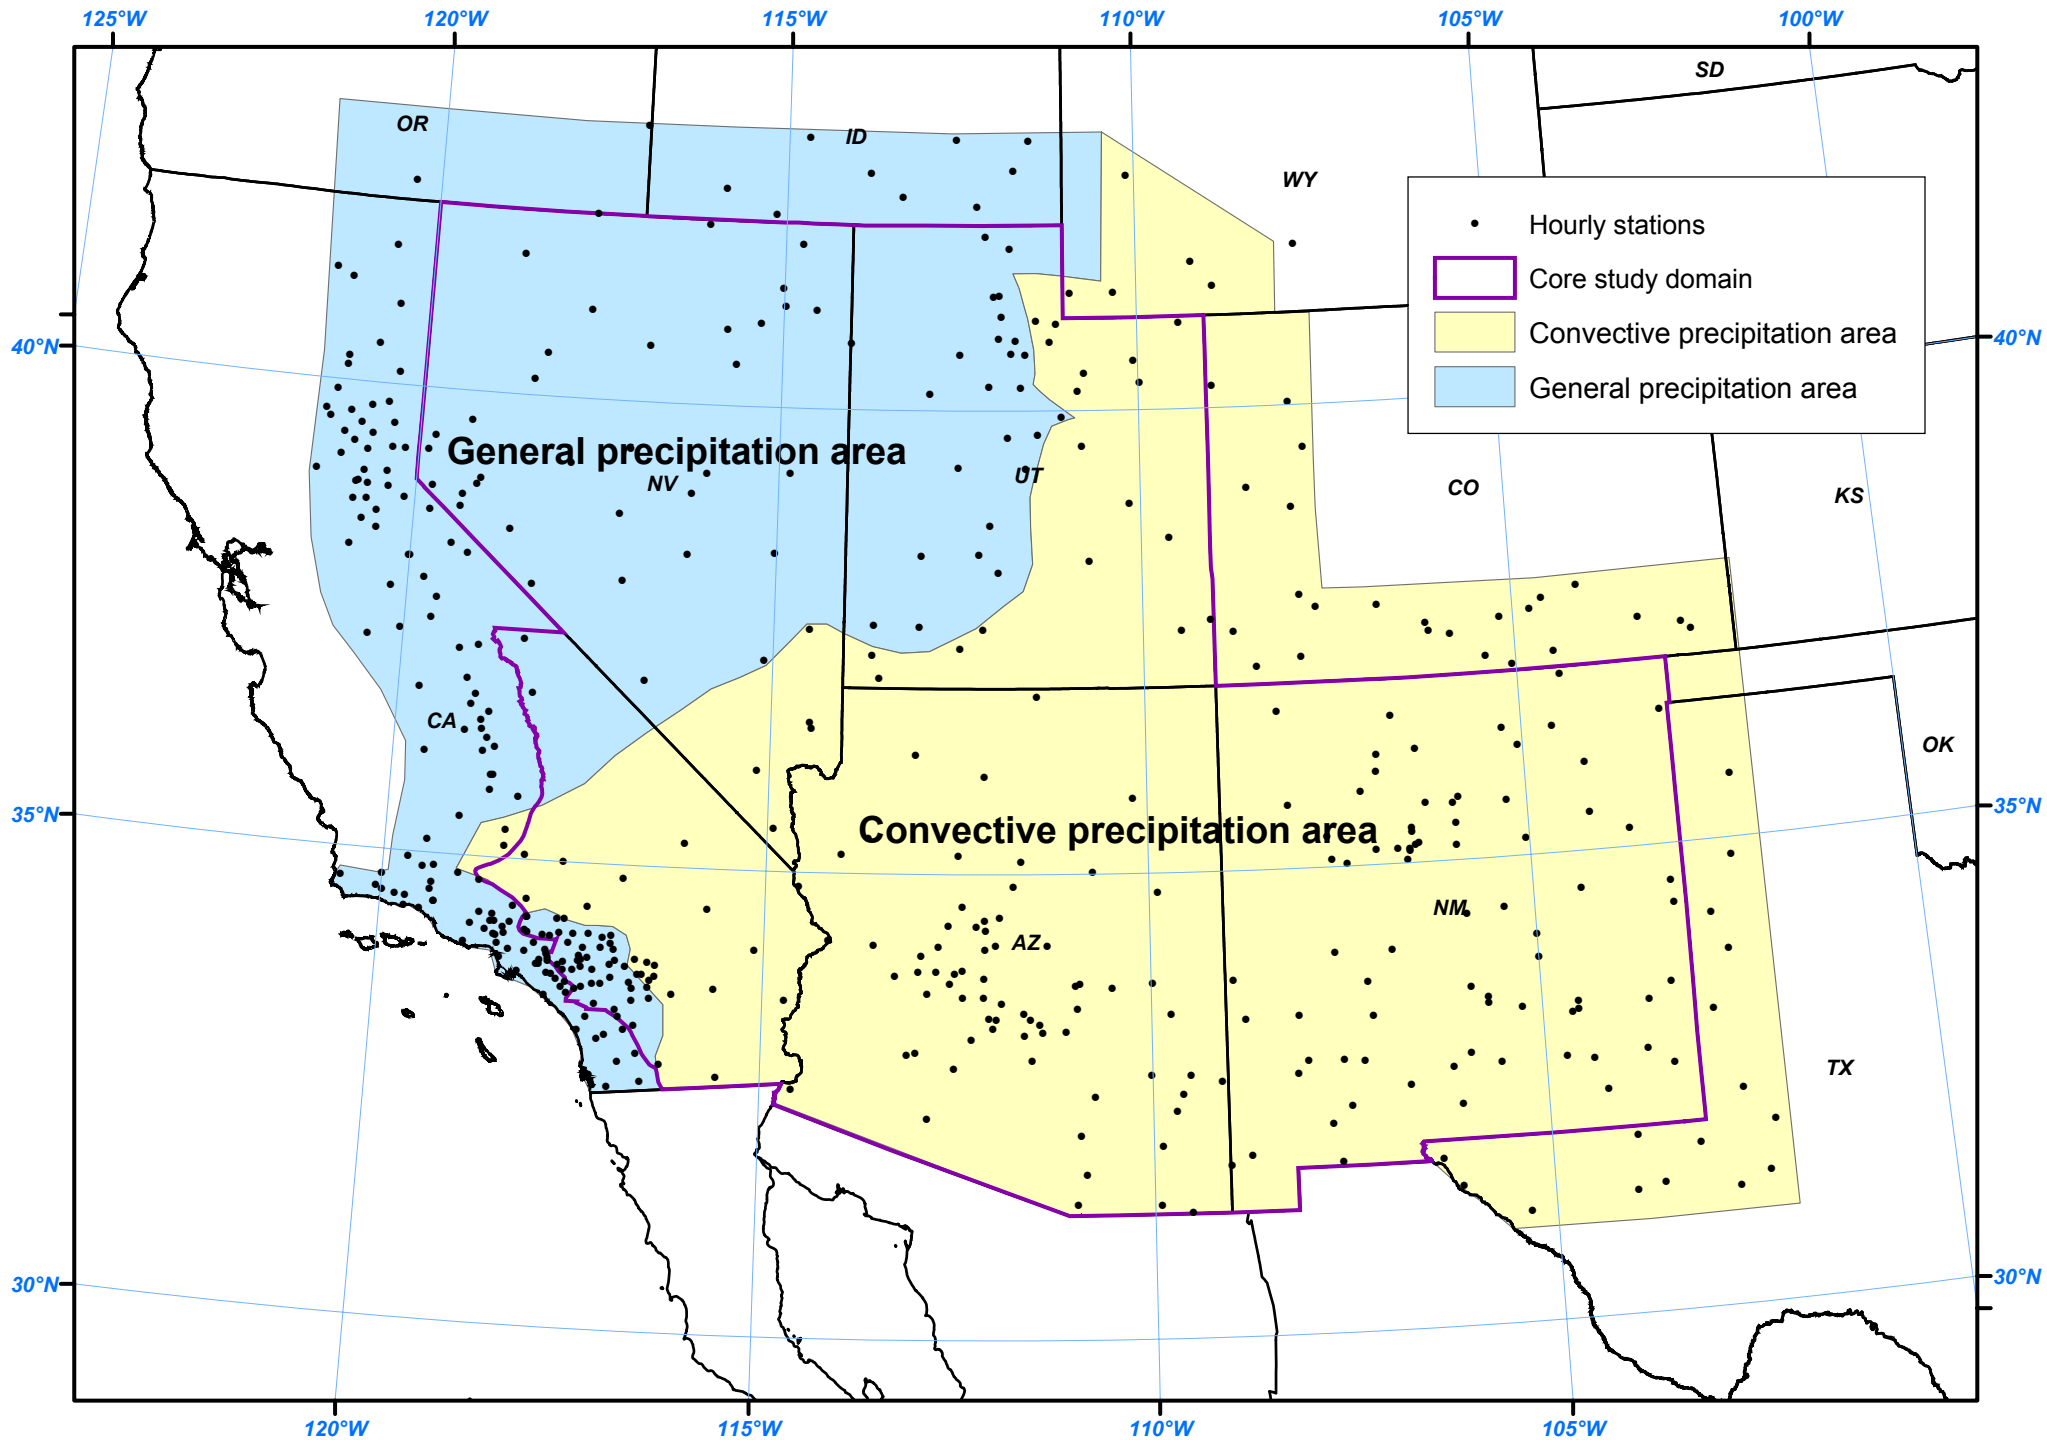 125°W 120°W 115°W 110°W 105°W 100°W
SD
OR
ID
WY
Hourly stations
Core study domain
Convective precipitation area
General precipitation area
40°N
40°N
General precipitation area
NV
UT
CO
KS
CA
OK
35°N
35°N
Convective precipitation area
NM
AZ
TX
30°N
30°N
120°W 115°W 110°W 105°W